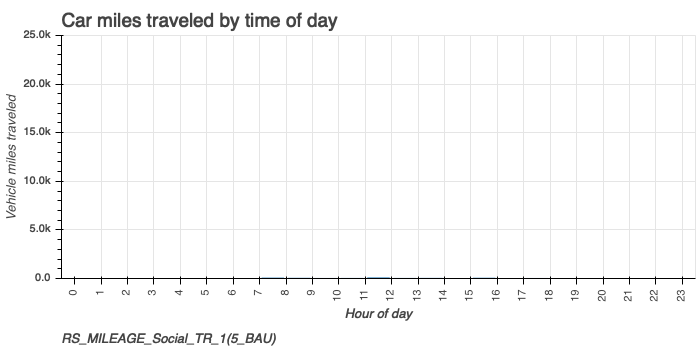 Car miles traveled by time of day
25.0k
20.0k
15.0k
10.0k
5.0k
0.0
Vehicle miles traveled
0 1 2 3 4 5 6 7 8 9 10 11 12 13 14 15 16 17 18 19 20 21 22 23
Hour of day
RS_MILEAGE_Social_TR_1(5_BAU)